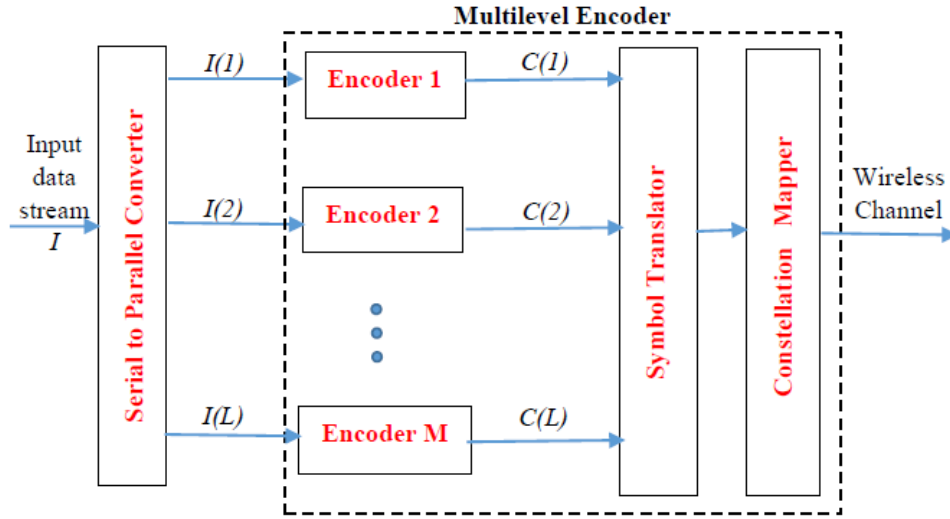 Multilevel Encoder
Input
data
stream
I
Serial to Parallel Converter
I(1)
Encoder 1
C(1)
I(2)
Encoder 2
C(2)
I(L)
Encoder M
C(L)
Symbol Translator
Constellation Mapper
Wireless
Channel